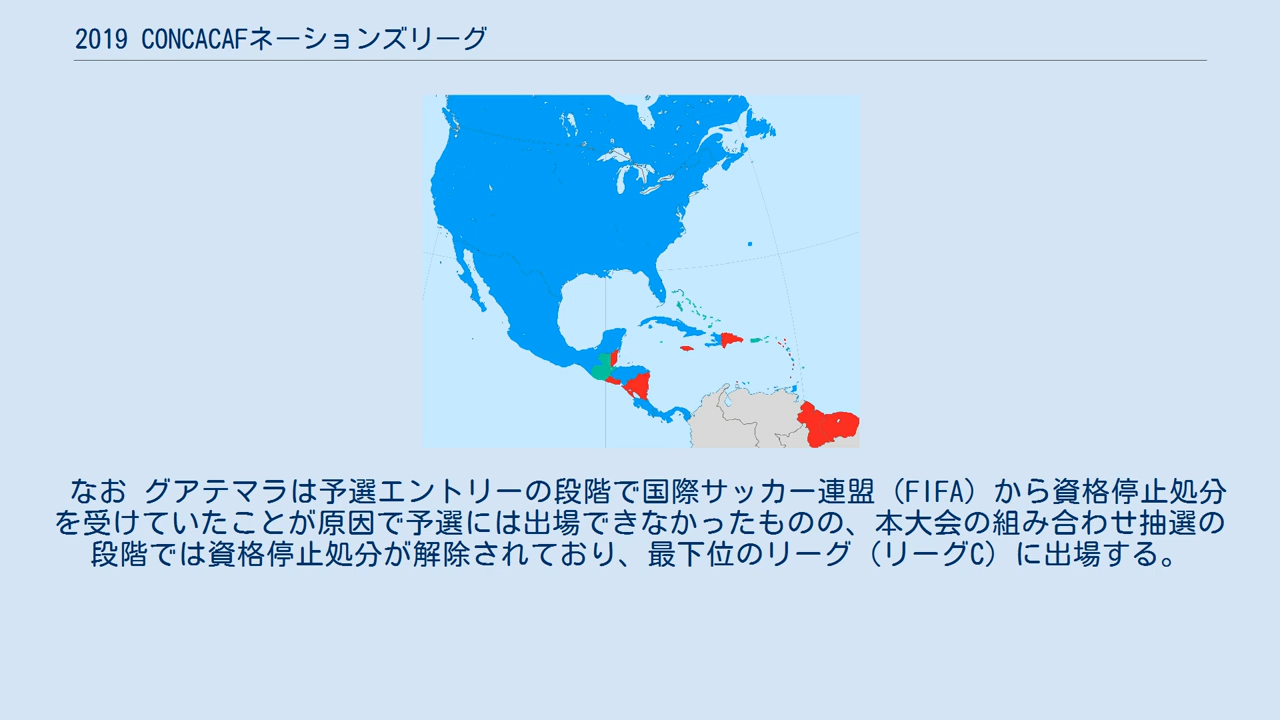 2019 CONCACAFネーションズリーグ
なお グアテマラは予選エントリーの段階で国際サッカー連盟（FIFA）から資格停止処分
を受けていたことが原因で予選には出場できなかったものの、本大会の組み合わせ抽選の
段階では資格停止処分が解除されており、最下位のリーグ（リーグC）に出場する。